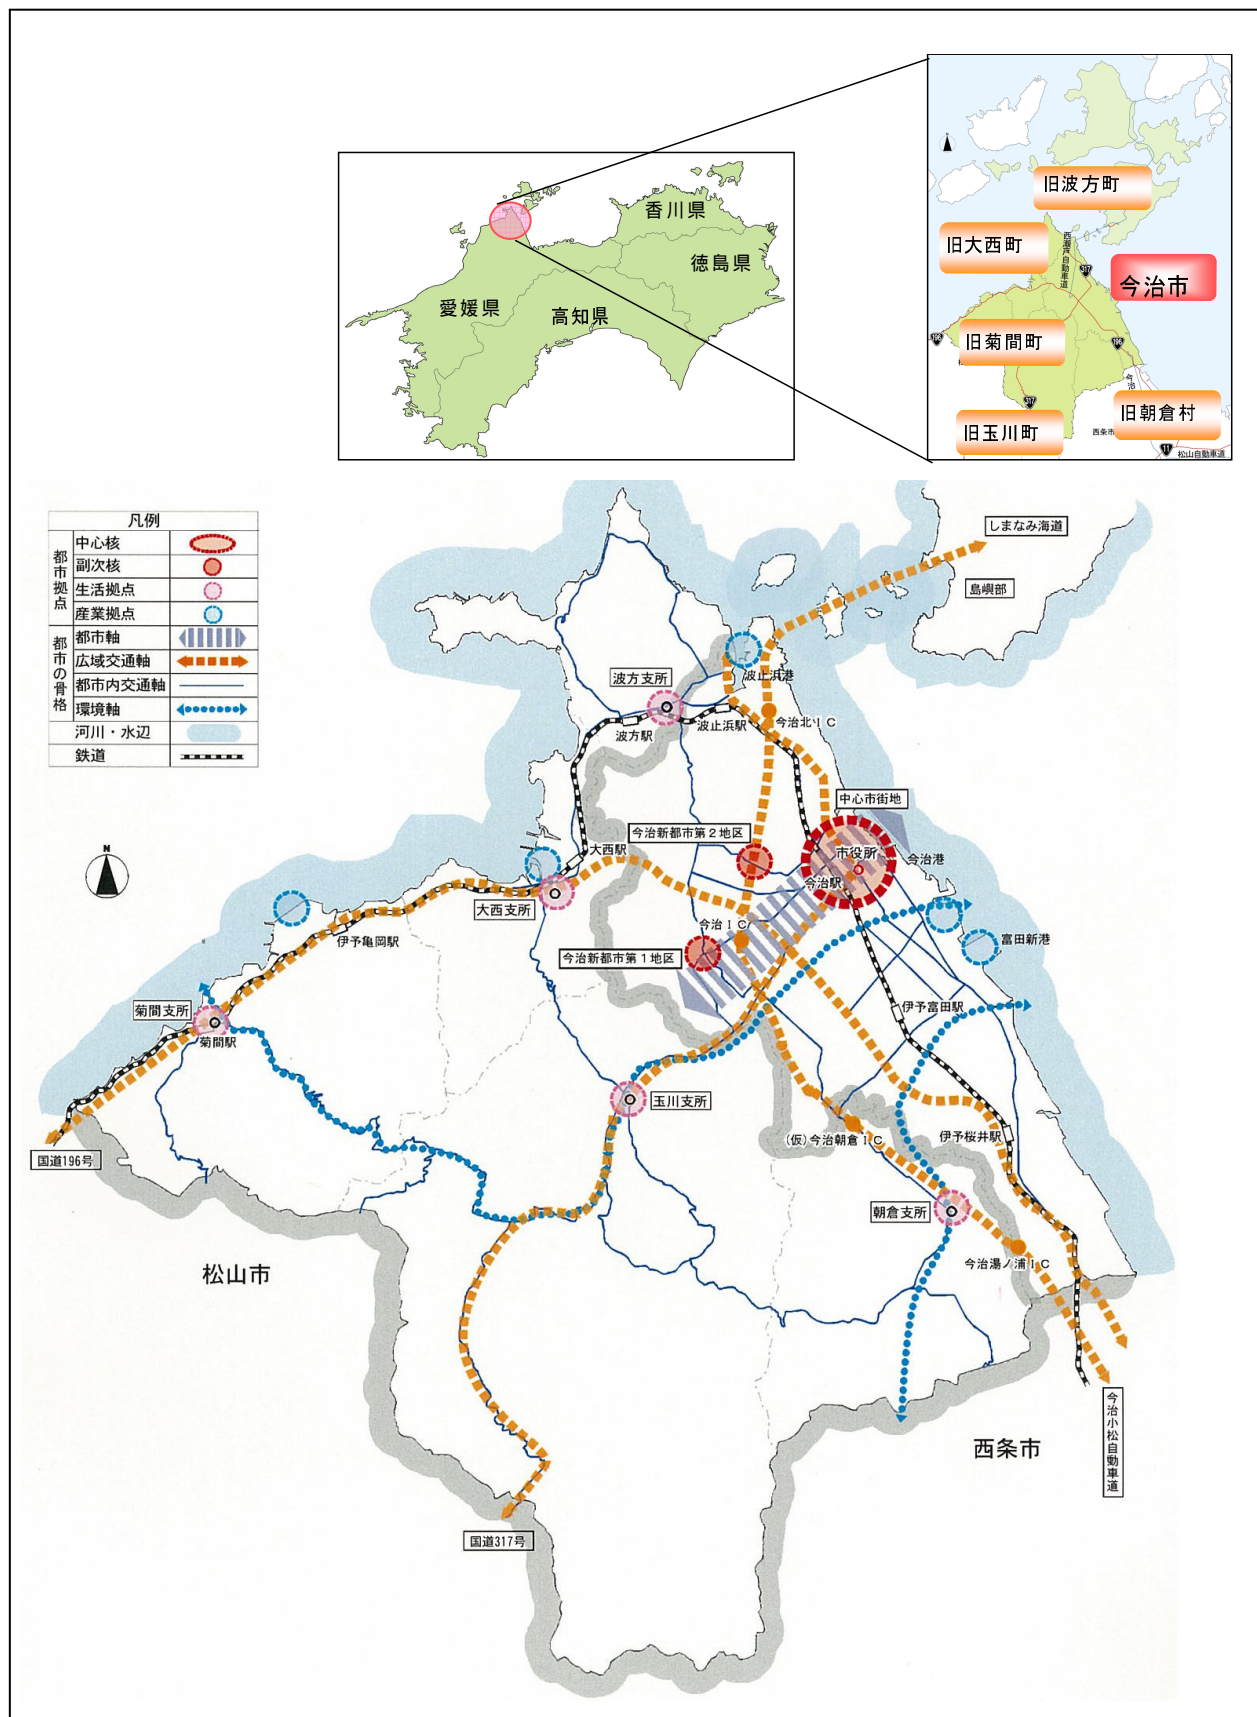 香川県
徳島県
愛媛県
高知県
N
旧波方町
旧大西町
西瀬戸自動車道
317
今治市
196
旧菊間町
196
今治
317
旧朝倉村
旧玉川町
西条市
11
松山自動車道
凡例
都市拠点
中心核
副次核
生活拠点
産業拠点
都市の骨格
都市軸
広域交通軸
都市内交通軸
環境軸
河川・水辺
鉄道
しまなみ海道
島嶼部
波方支所
波止浜港
波方駅
波止浜駅
今治北IC
中心市街地
今治新都市第2地区
市役所
今治港
今治駅
N
大西駅
大西支所
今治IC
伊予亀岡駅
今治新都市第1地区
富田新港
菊間支所
菊間駅
伊予富田駅
玉川支所
(仮)今治朝倉IC
伊予桜井駅
国道196号
朝倉支所
今治湯ノ浦IC
松山市
今治小松自動車道
西条市
国道317号